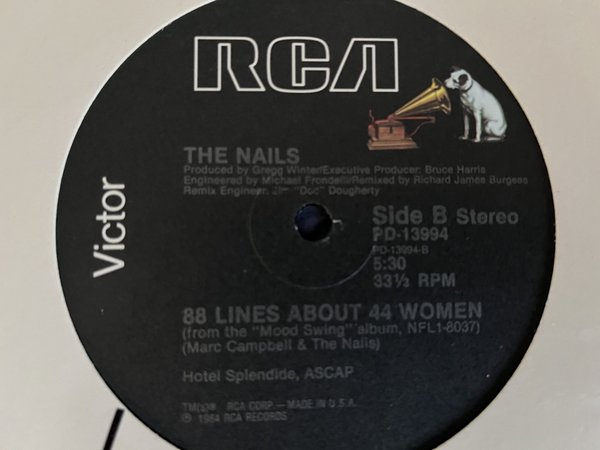 RCA
THE NAILS
Produced by Gregg Winter/Executive Producer: Bruce Harris
Engineered by Michael Frondelli/Remixed by Richard James Burgess
Remix Engineer: Jim "Doc" Dougherty
Victor
Side B Stereo
PD-13994
PD-13994-B
5:30
33⅓ RPM
88 LINES ABOUT 44 WOMEN
(from the "Mood Swing" album, NFL1-8037)
(Marc Campbell & The Nails)
Hotel Splendide, ASCAP
TM(s)® RCA CORP — MADE IN U.S.A.
℗ 1984 RCA RECORDS